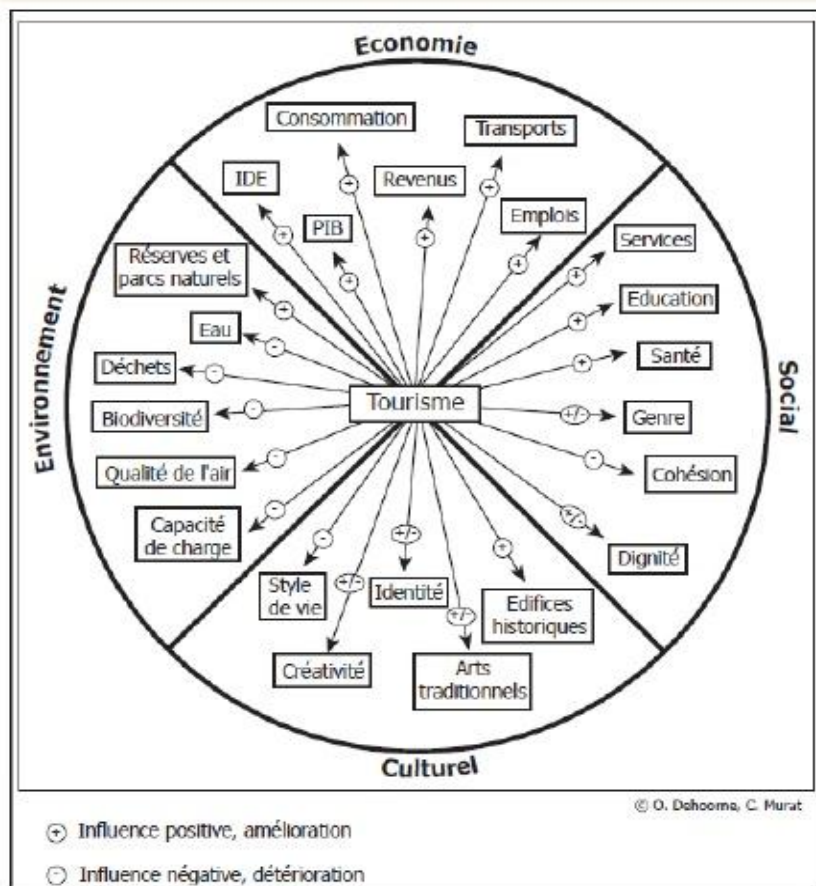 Economie
Consommation
Transports
IDE
Revenus
PIB
Emplois
Services
Réserves et
parcs naturels
Education
Eau
Santé
Déchets
Tourisme
Biodiversité
Genre
Environnement
Social
Qualité de l'air
Cohésion
Capacité
de charge
Dignité
Style
de vie
Identité
Edifices
historiques
Créativité
Arts
traditionnels
Culturel
+
+
+
+
+
+
+
+
+
+
-
-
-
-
-
+/-
-
+/-
-
+/-
+/-
+/-
+
© O. Dehoorne, C. Murat
+ Influence positive, amélioration
- Influence négative, détérioration